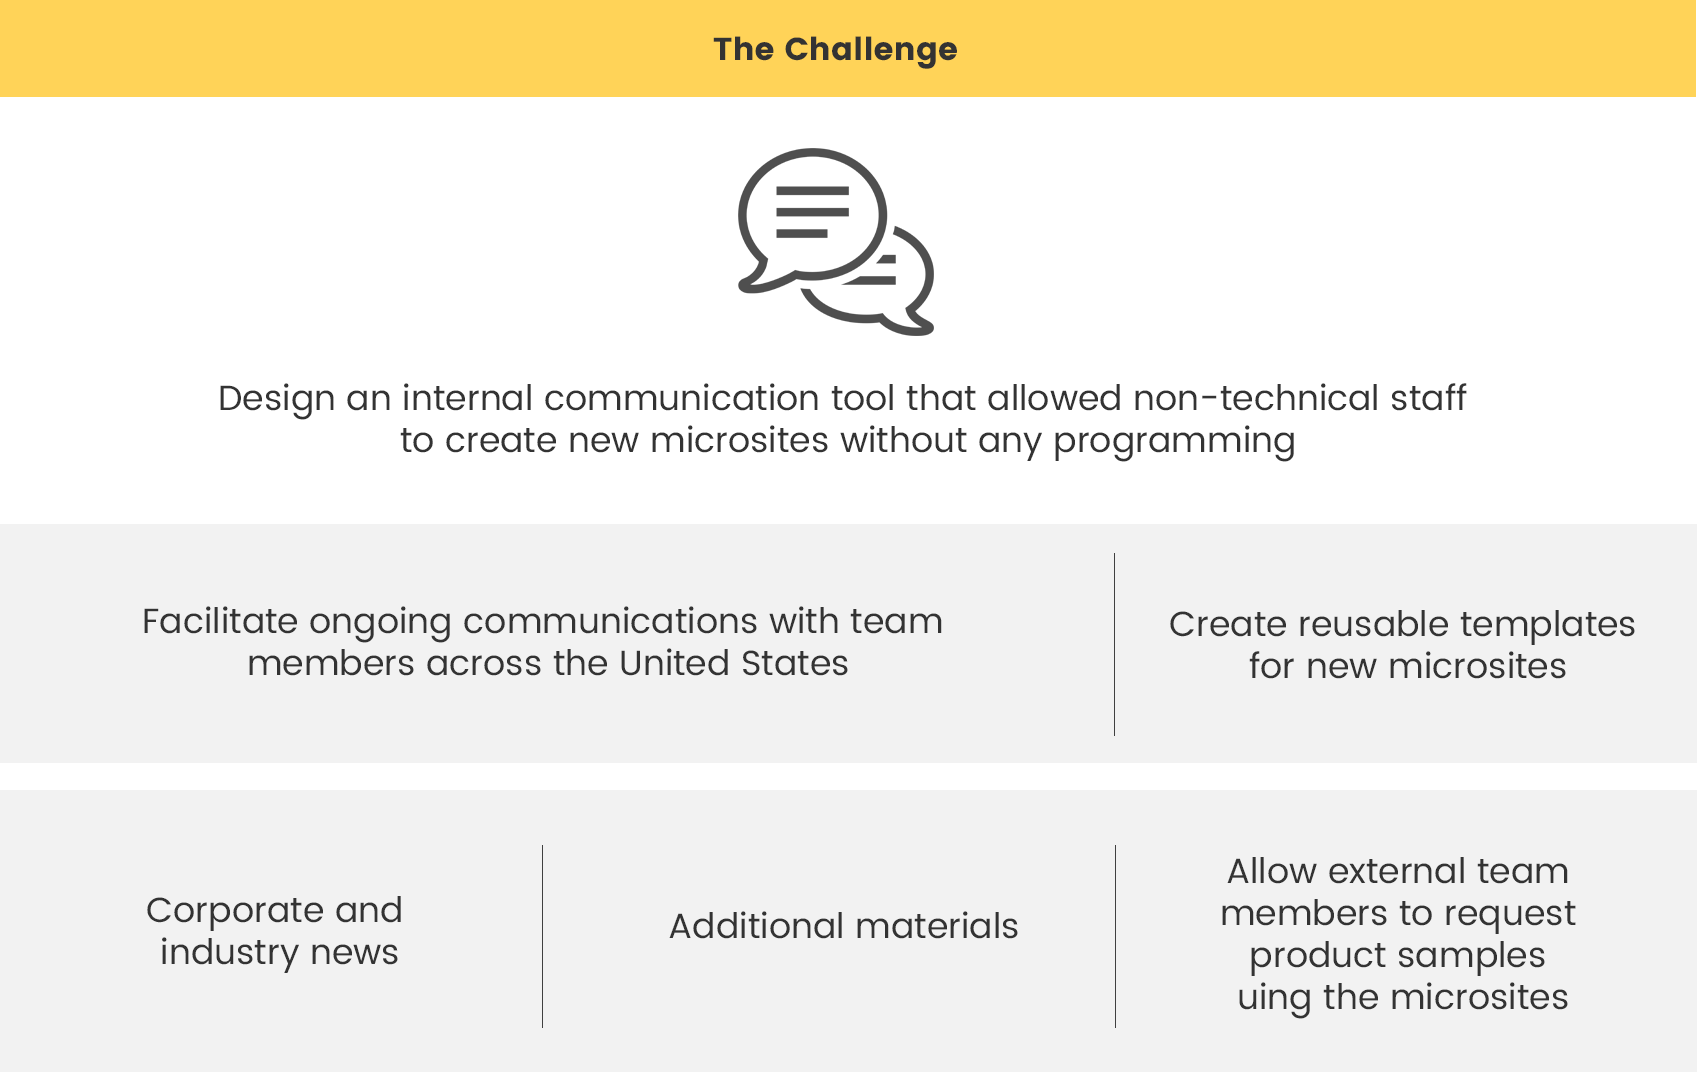 The Challenge
Design an internal communication tool that allowed non-technical staff
to create new microsites without any programming
Facilitate ongoing communications with team
members across the United States
Create reusable templates
for new microsites
Corporate and
industry news
Additional materials
Allow external team
members to request
product samples
uing the microsites